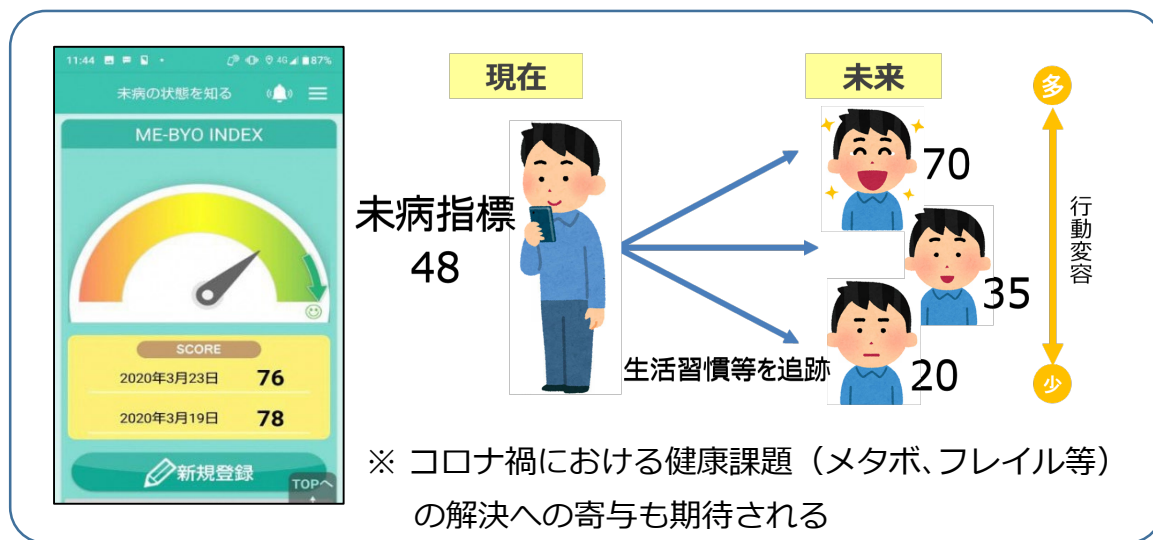 11:44
4G 87%
未病の状態を知る
ME-BYO INDEX
SCORE
2020年3月23日 76
2020年3月19日 78
新規登録
TOPへ
現在
未病指標
48
未来
70
35
20
生活習慣等を追跡
多
行動変容
少
※ コロナ禍における健康課題（メタボ、フレイル等）
の解決への寄与も期待される